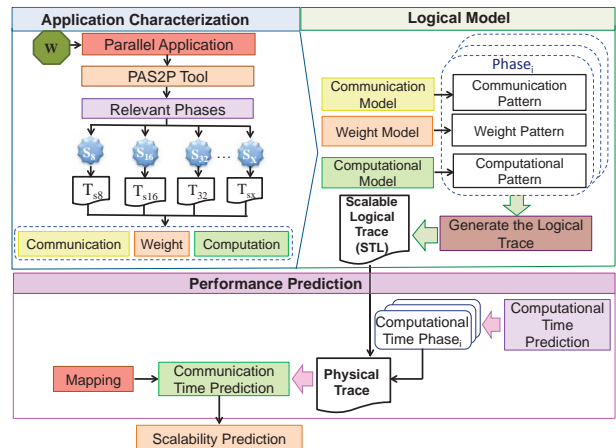 Application Characterization
W
Parallel Application
PAS2P Tool
Relevant Phases
S8 S16 S32 ... SX
Ts8 Ts16 T32 Tsx
Communication Weight Computation
Logical Model
Phasei
Communication
Model
Communication
Pattern
Weight Model
Weight Pattern
Computational
Model
Computational
Pattern
Generate the Logical
Trace
Scalable
Logical
Trace
(STL)
Performance Prediction
Computational
Time Prediction
Computational
Time Phasei
Physical
Trace
Communication
Time Prediction
Mapping
Scalability Prediction